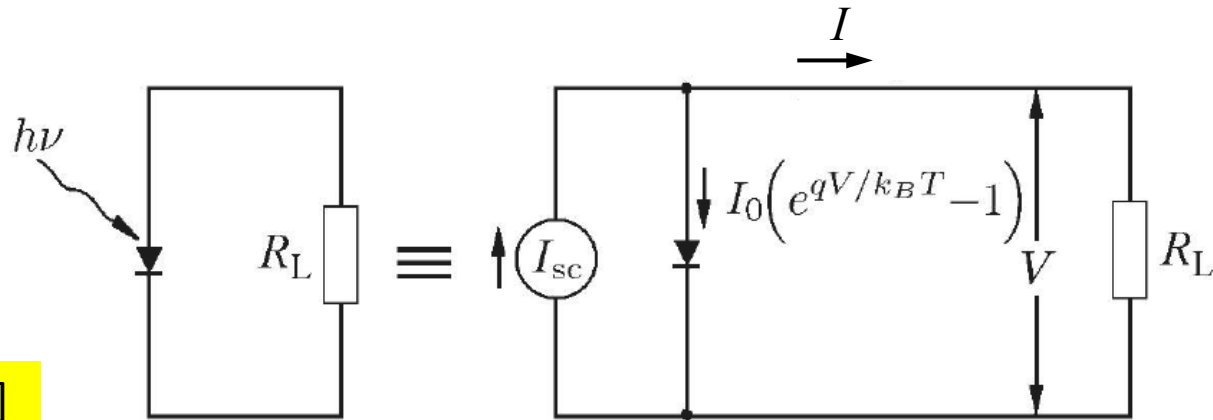 I
hν
R_L
≡
I_sc
I_0(e^{qV/k_BT}−1)
V
R_L
]